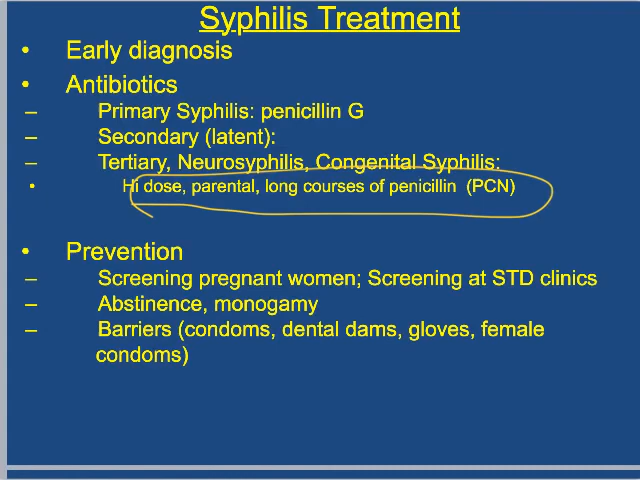 Syphilis Treatment
• Early diagnosis
• Antibiotics
– Primary Syphilis: penicillin G
– Secondary (latent):
– Tertiary, Neurosyphilis, Congenital Syphilis:
• Hi dose, parental, long courses of penicillin (PCN)
• Prevention
– Screening pregnant women; Screening at STD clinics
– Abstinence, monogamy
– Barriers (condoms, dental dams, gloves, female
condoms)